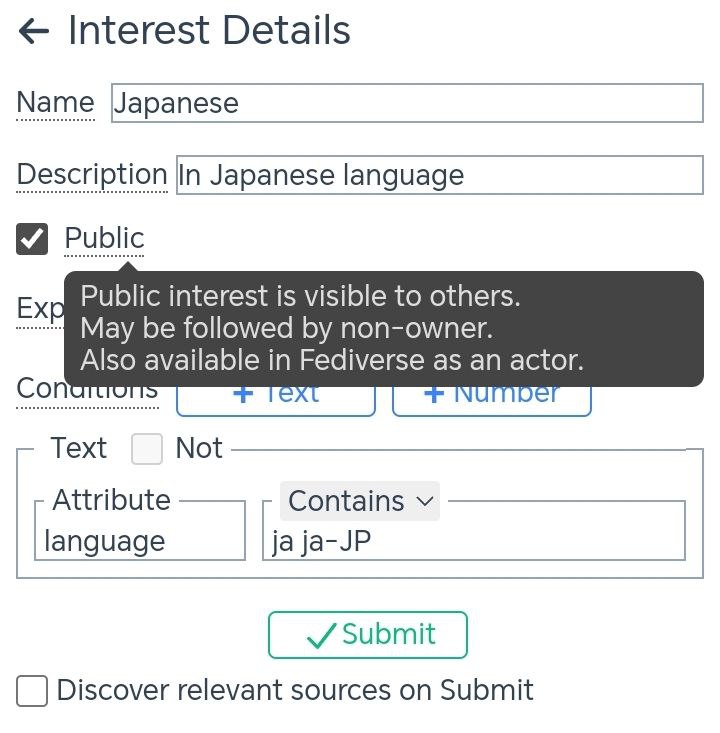 Interest Details
Name Japanese
Description In Japanese language
Public
Public interest is visible to others.
May be followed by non-owner.
Also available in Fediverse as an actor.
Exp
Conditions + Text + Number
Text Not
Attribute Contains
language ja ja-JP
Submit
Discover relevant sources on Submit